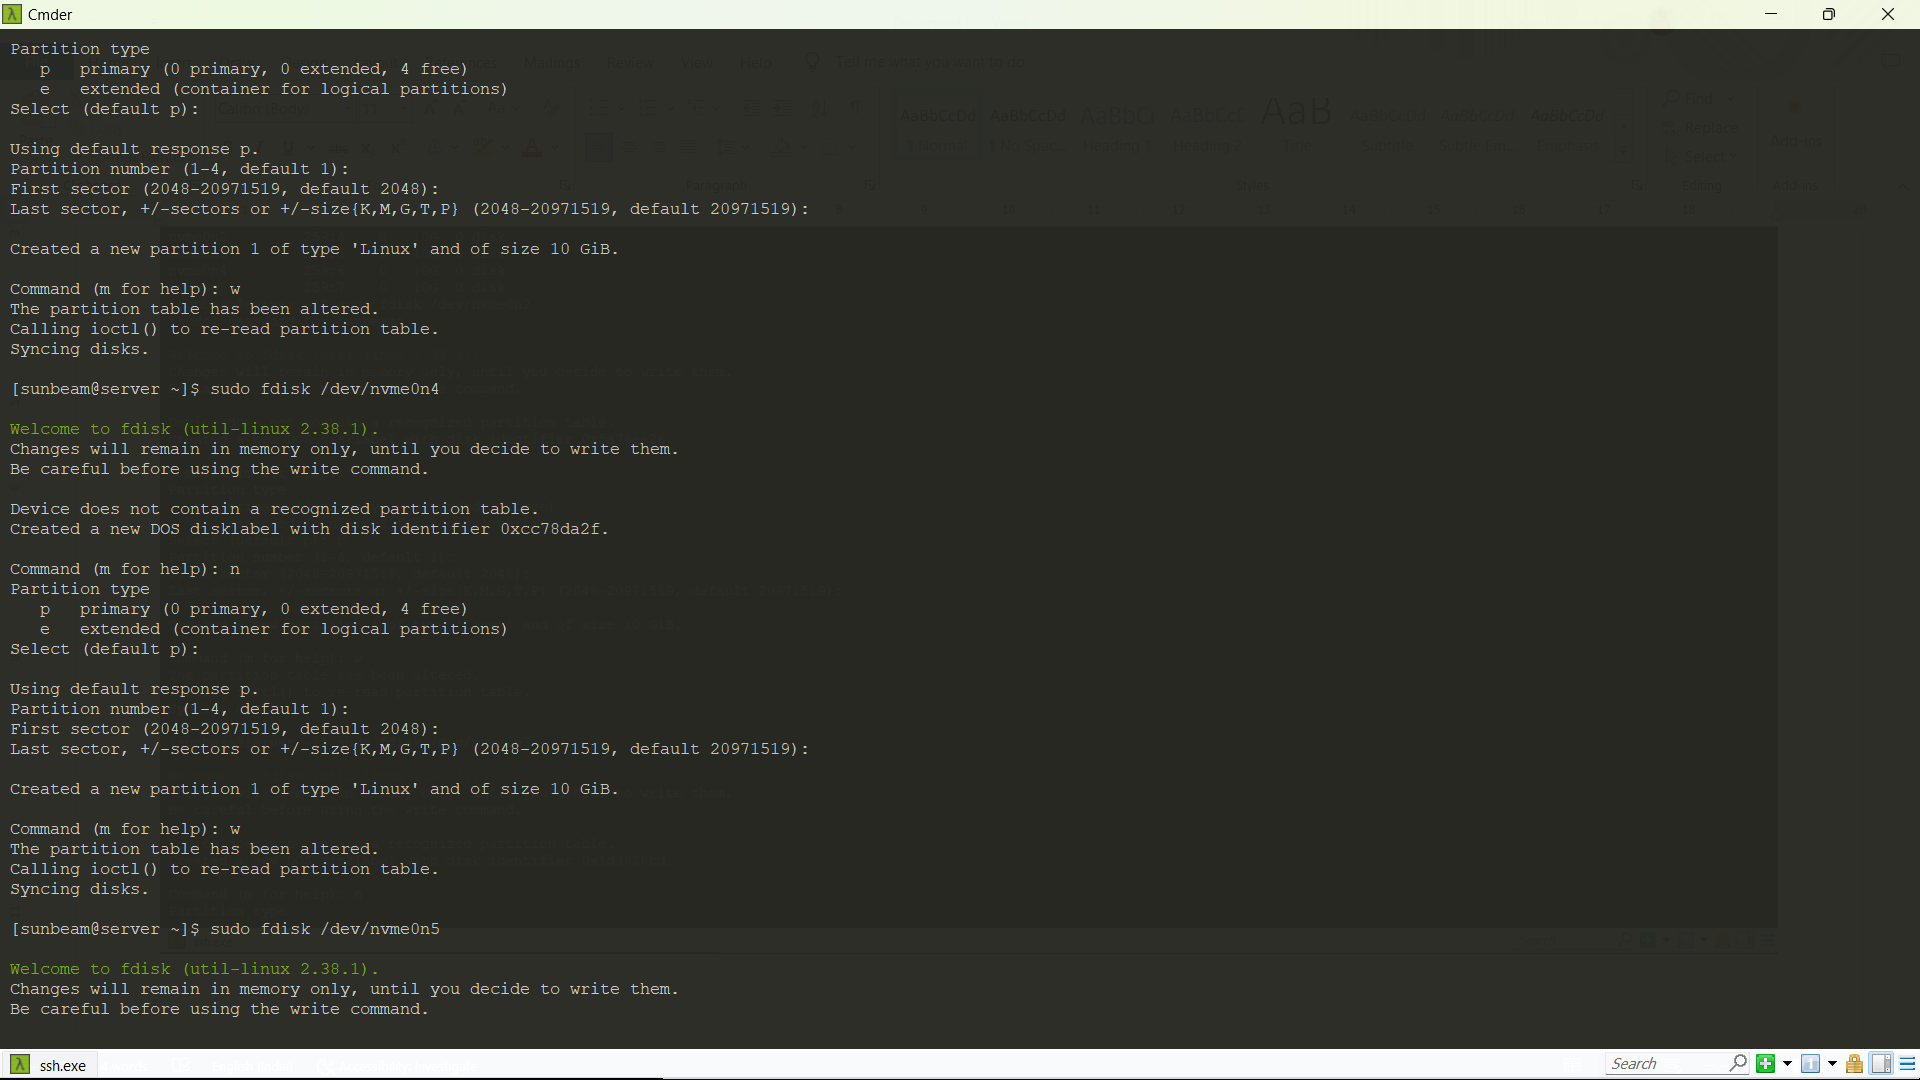 Cmder
Partition type
   p   primary (0 primary, 0 extended, 4 free)
   e   extended (container for logical partitions)
Select (default p):

Using default response p.
Partition number (1-4, default 1):
First sector (2048-20971519, default 2048):
Last sector, +/-sectors or +/-size{K,M,G,T,P} (2048-20971519, default 20971519):

Created a new partition 1 of type 'Linux' and of size 10 GiB.

Command (m for help): w
The partition table has been altered.
Calling ioctl() to re-read partition table.
Syncing disks.

[sunbeam@server ~]$ sudo fdisk /dev/nvme0n4

Welcome to fdisk (util-linux 2.38.1).
Changes will remain in memory only, until you decide to write them.
Be careful before using the write command.

Device does not contain a recognized partition table.
Created a new DOS disklabel with disk identifier 0xcc78da2f.

Command (m for help): n
Partition type
   p   primary (0 primary, 0 extended, 4 free)
   e   extended (container for logical partitions)
Select (default p):

Using default response p.
Partition number (1-4, default 1):
First sector (2048-20971519, default 2048):
Last sector, +/-sectors or +/-size{K,M,G,T,P} (2048-20971519, default 20971519):

Created a new partition 1 of type 'Linux' and of size 10 GiB.

Command (m for help): w
The partition table has been altered.
Calling ioctl() to re-read partition table.
Syncing disks.

[sunbeam@server ~]$ sudo fdisk /dev/nvme0n5

Welcome to fdisk (util-linux 2.38.1).
Changes will remain in memory only, until you decide to write them.
Be careful before using the write command.

ssh.exe
Search